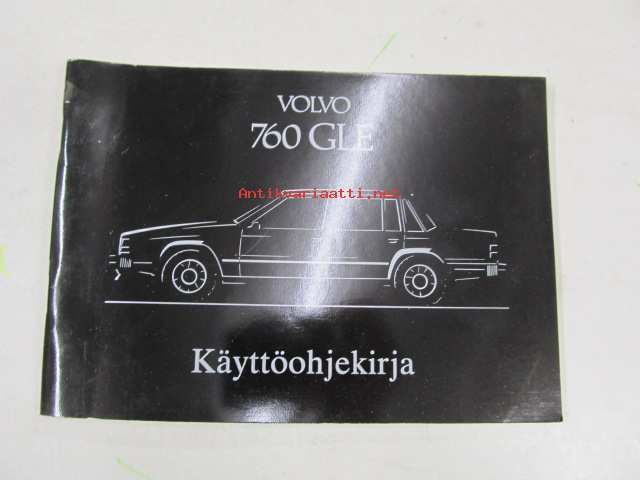 VOLVO
760 GLE
Antikvariaatti.net
Käyttöohjekirja